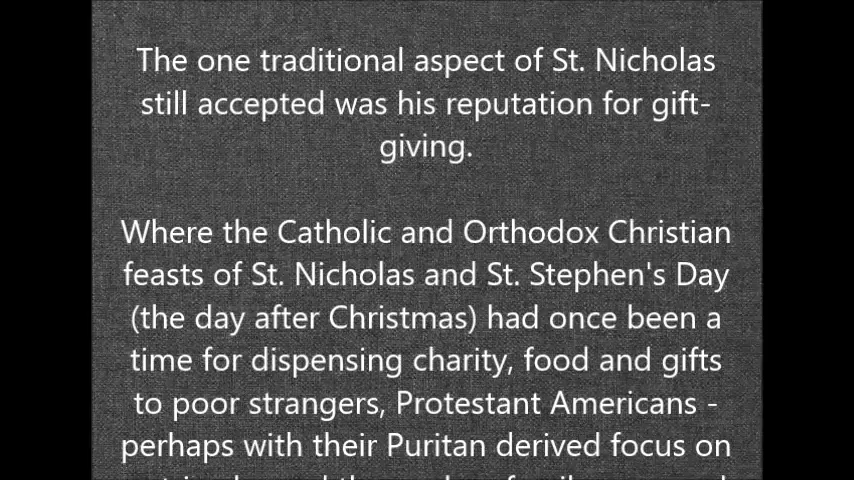 The one traditional aspect of St. Nicholas
still accepted was his reputation for gift-
giving.
Where the Catholic and Orthodox Christian
feasts of St. Nicholas and St. Stephen's Day
(the day after Christmas) had once been a
time for dispensing charity, food and gifts
to poor strangers, Protestant Americans -
perhaps with their Puritan derived focus on